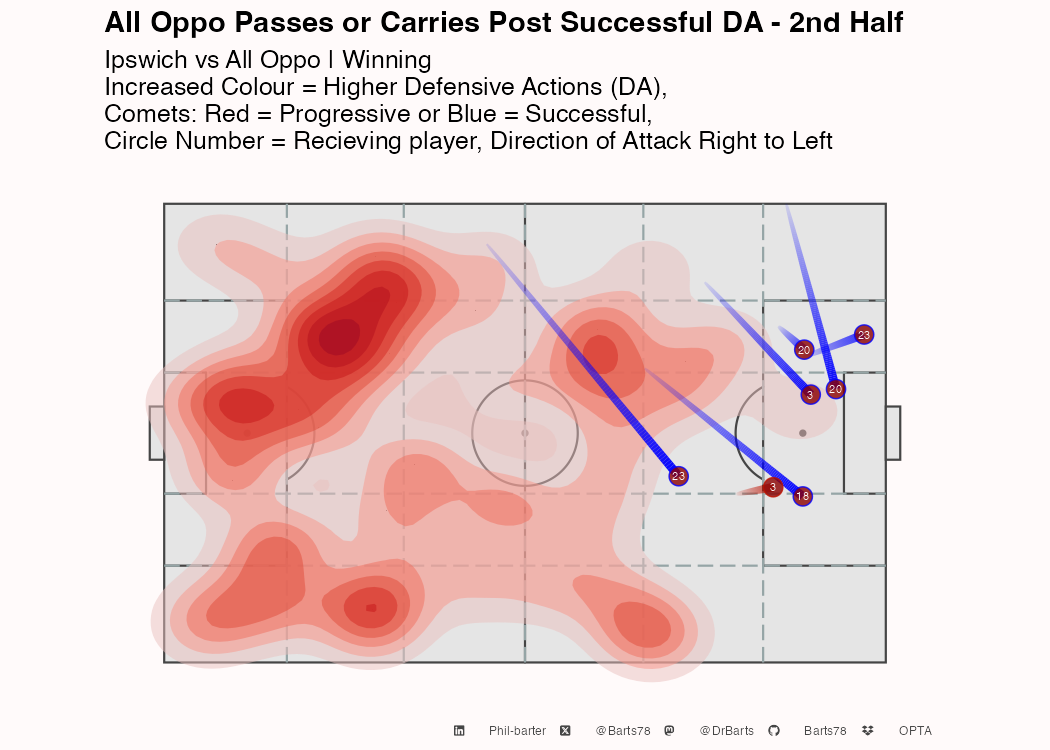 All Oppo Passes or Carries Post Successful DA - 2nd Half
Ipswich vs All Oppo | Winning
Increased Colour = Higher Defensive Actions (DA),
Comets: Red = Progressive or Blue = Successful,
Circle Number = Recieving player, Direction of Attack Right to Left
23
20
3
20
23
3
18
Phil-barter @Barts78 @DrBarts Barts78 OPTA